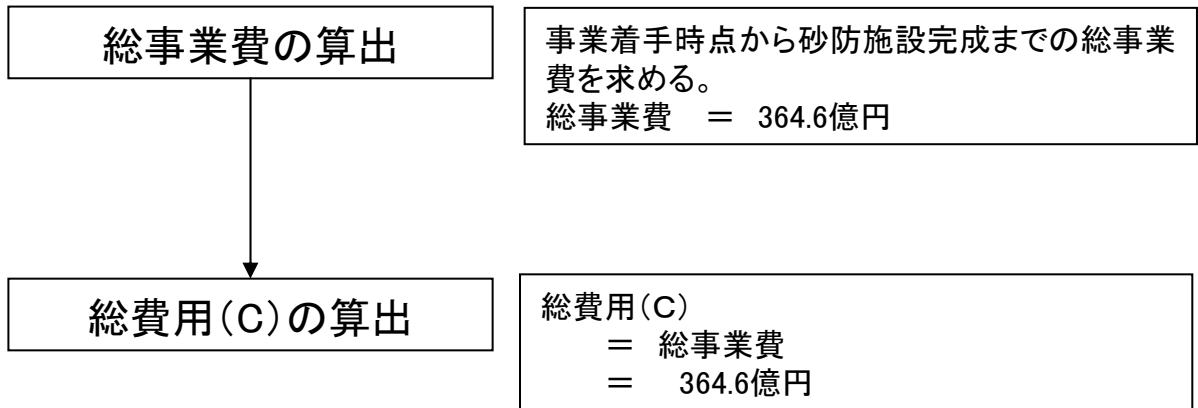 総事業費の算出
事業着手時点から砂防施設完成までの総事業
費を求める。
総事業費 = 364.6億円
総費用(C)の算出
総費用(C)
= 総事業費
= 364.6億円